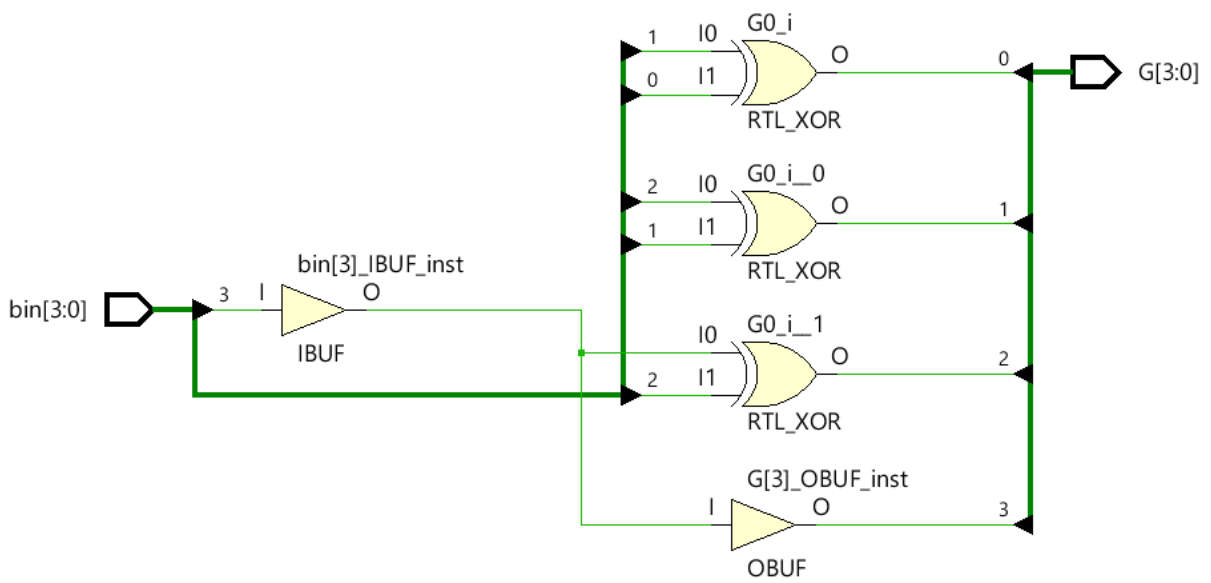 G0_i
1 I0 O
0 I1
RTL_XOR
0 G[3:0]
G0_i__0
2 I0 O
1 I1
RTL_XOR
1
bin[3]_IBUF_inst
bin[3:0] 3 I O
IBUF
G0_i__1
I0 O
2 I1
RTL_XOR
2
G[3]_OBUF_inst
I O 3
OBUF